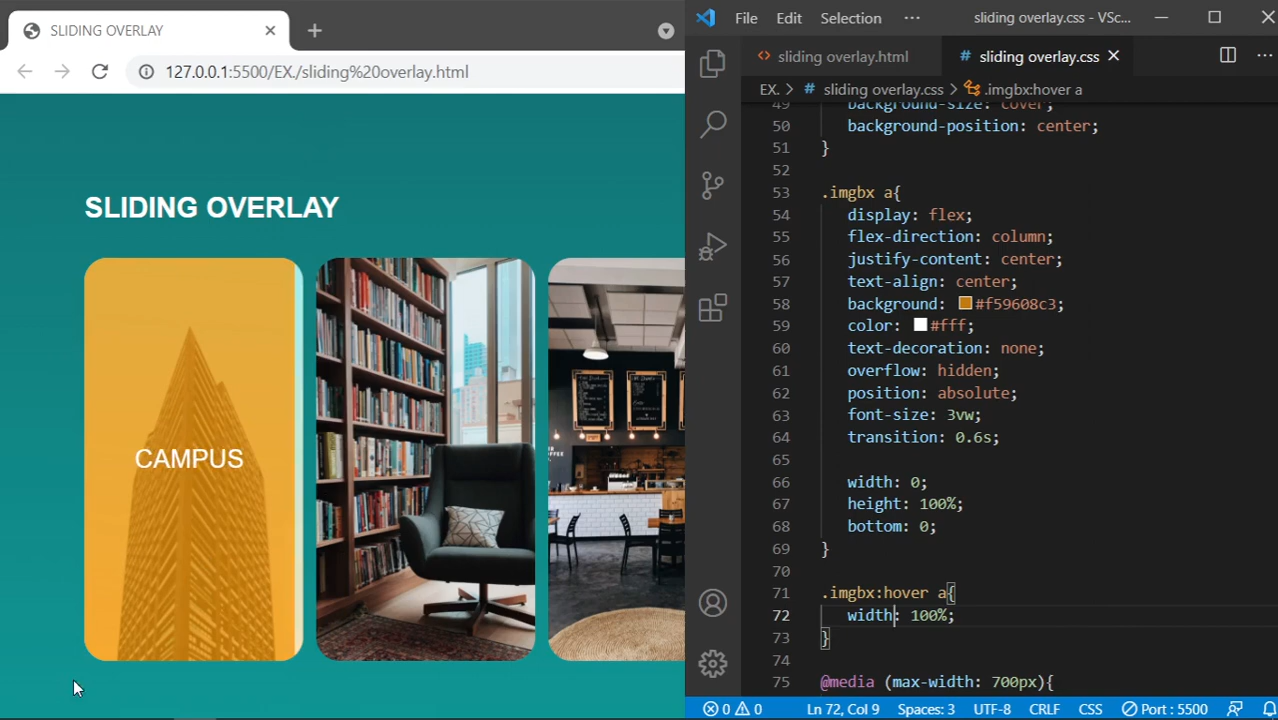 SLIDING OVERLAY
127.0.0.1:5500/EX./sliding%20overlay.html
SLIDING OVERLAY
CAMPUS
File Edit Selection ··· sliding overlay.css - VSc...
sliding overlay.html # sliding overlay.css
EX. > # sliding overlay.css > .imgbx:hover a
49 background-size: cover;
50 background-position: center;
51 }
52
53 .imgbx a{
54 display: flex;
55 flex-direction: column;
56 justify-content: center;
57 text-align: center;
58 background: #f59608c3;
59 color: #fff;
60 text-decoration: none;
61 overflow: hidden;
62 position: absolute;
63 font-size: 3vw;
64 transition: 0.6s;
65
66 width: 0;
67 height: 100%;
68 bottom: 0;
69 }
70
71 .imgbx:hover a{
72 width: 100%;
73 }
74
75 @media (max-width: 700px){
0 0 Ln 72, Col 9 Spaces: 3 UTF-8 CRLF CSS Port : 5500